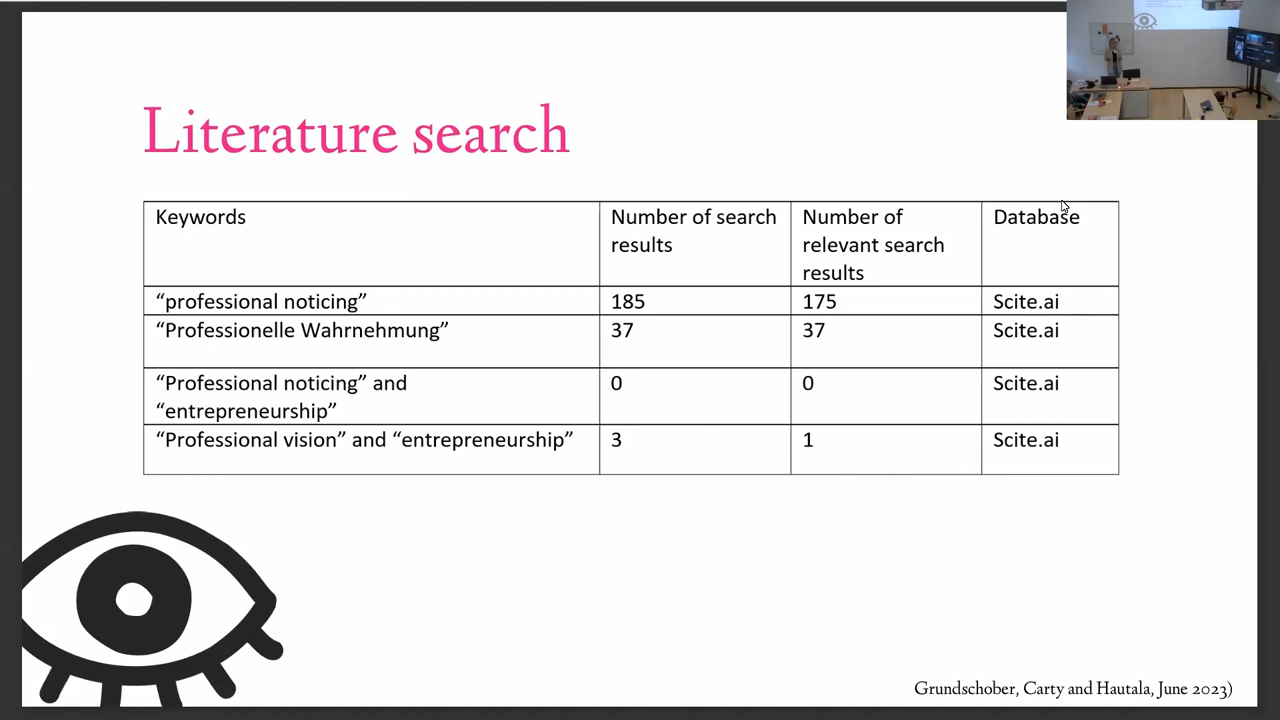 Literature search
Keywords
Number of search
results
Number of
relevant search
results
Database
“professional noticing”
185
175
Scite.ai
“Professionelle Wahrnehmung”
37
37
Scite.ai
“Professional noticing” and
“entrepreneurship”
0
0
Scite.ai
“Professional vision” and “entrepreneurship”
3
1
Scite.ai
Grundschober, Carty and Hautala, June 2023)